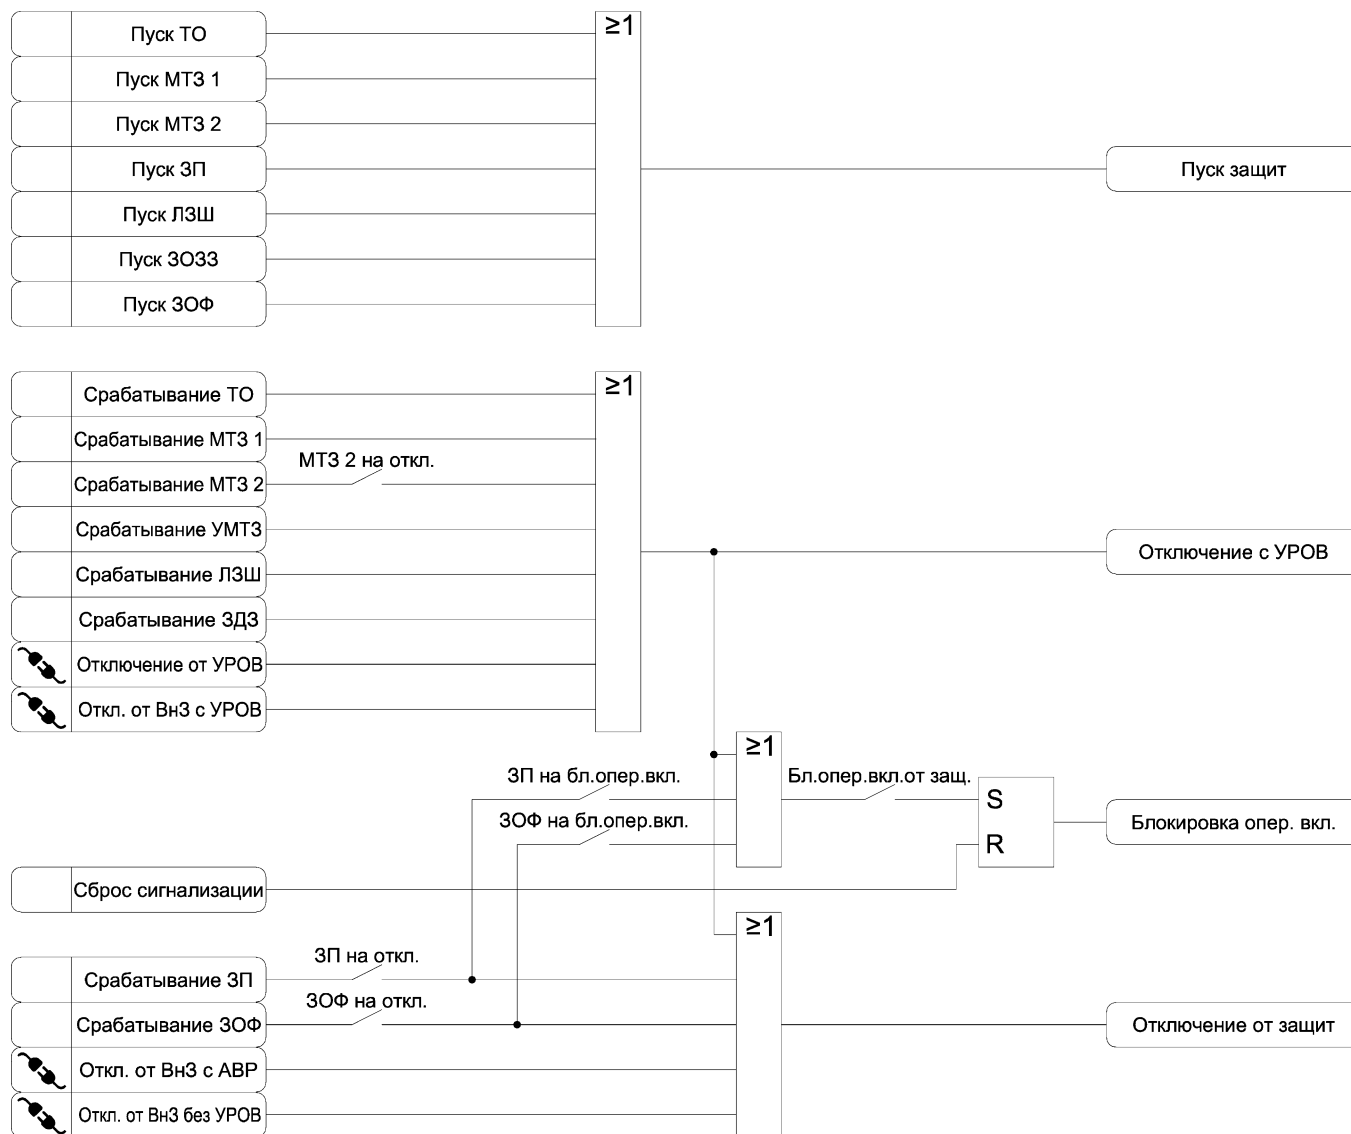 Пуск ТО
≥1
Пуск МТЗ 1
Пуск МТЗ 2
Пуск ЗП
Пуск защит
Пуск ЛЗШ
Пуск ЗОЗЗ
Пуск ЗОФ
Срабатывание ТО
≥1
Срабатывание МТЗ 1
МТЗ 2 на откл.
Срабатывание МТЗ 2
Срабатывание УМТЗ
Отключение с УРОВ
Срабатывание ЛЗШ
Срабатывание ЗДЗ
Отключение от УРОВ
Откл. от ВнЗ с УРОВ
≥1
ЗП на бл.опер.вкл.
Бл.опер.вкл.от защ.
S
ЗОФ на бл.опер.вкл.
Блокировка опер. вкл.
R
Сброс сигнализации
≥1
ЗП на откл.
Срабатывание ЗП
ЗОФ на откл.
Срабатывание ЗОФ
Отключение от защит
Откл. от ВнЗ с АВР
Откл. от ВнЗ без УРОВ